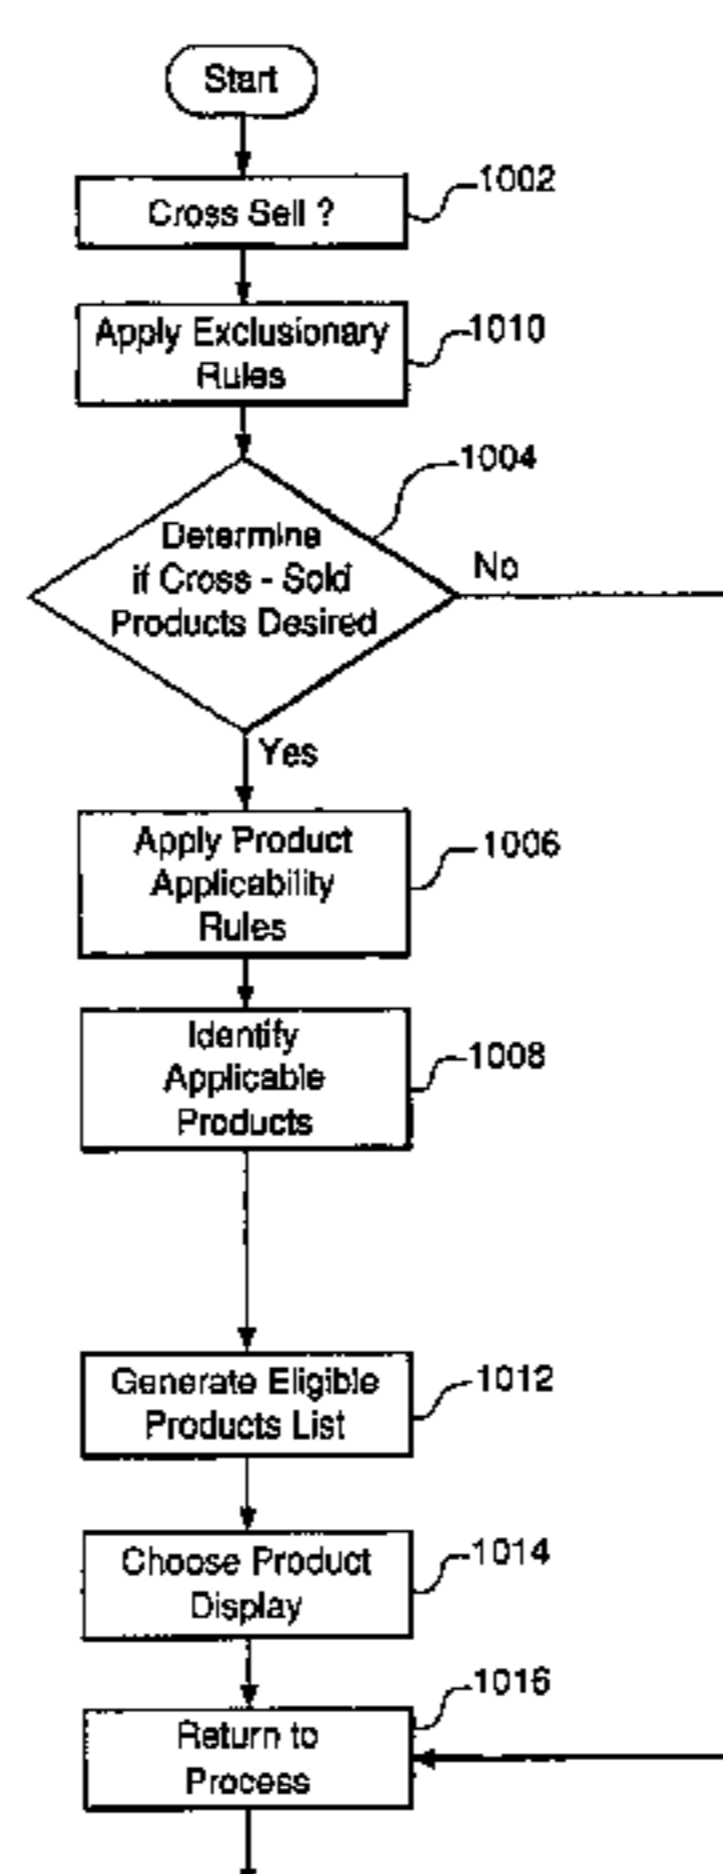 Start
Cross Sell ?
1002
Apply Exclusionary
Rules
1010
1004
Determine
if Cross - Sold
Products Desired
No
Yes
Apply Product
Applicability
Rules
1006
Identify
Applicable
Products
1008
Generate Eligible
Products List
1012
Choose Product
Display
1014
1016
Return to
Process